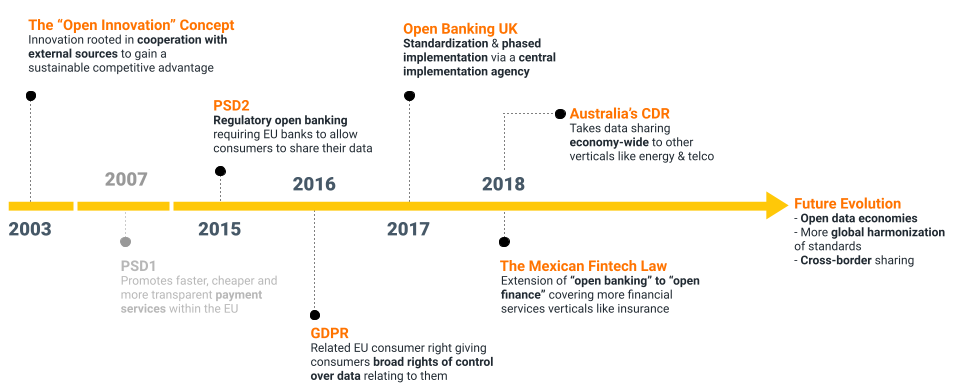 The “Open Innovation” Concept
Innovation rooted in cooperation with
external sources to gain a
sustainable competitive advantage
Open Banking UK
Standardization & phased
implementation via a central
implementation agency
PSD2
Regulatory open banking
requiring EU banks to allow
consumers to share their data
Australia’s CDR
Takes data sharing
economy-wide to other
verticals like energy & telco
2007
2016
2018
2003
2015
2017
Future Evolution
- Open data economies
- More global harmonization
of standards
- Cross-border sharing
PSD1
Promotes faster, cheaper and
more transparent payment
services within the EU
The Mexican Fintech Law
Extension of “open banking” to “open
finance” covering more financial
services verticals like insurance
GDPR
Related EU consumer right giving
consumers broad rights of control
over data relating to them